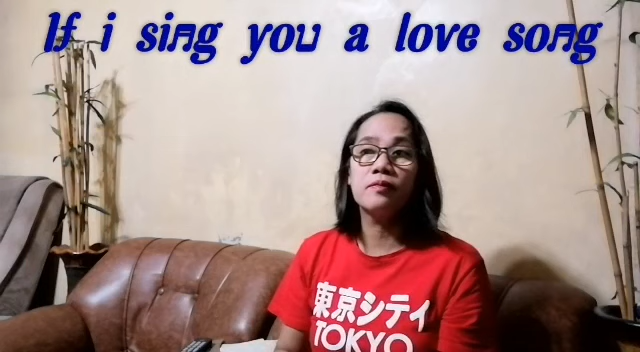 If i sing you a love song
東京シティ
TOKYO